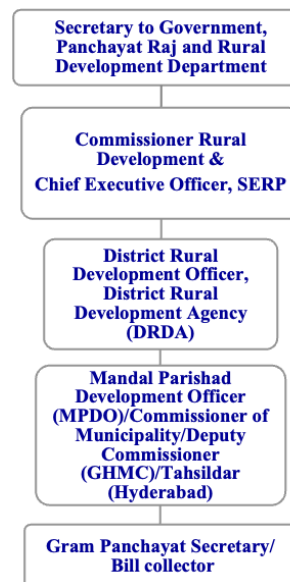 Secretary to Government,
Panchayat Raj and Rural
Development Department
Commissioner Rural
Development &
Chief Executive Officer, SERP
District Rural
Development Officer,
District Rural
Development Agency
(DRDA)
Mandal Parishad
Development Officer
(MPDO)/Commissioner of
Municipality/Deputy
Commissioner
(GHMC)/Tahsildar
(Hyderabad)
Gram Panchayat Secretary/
Bill collector